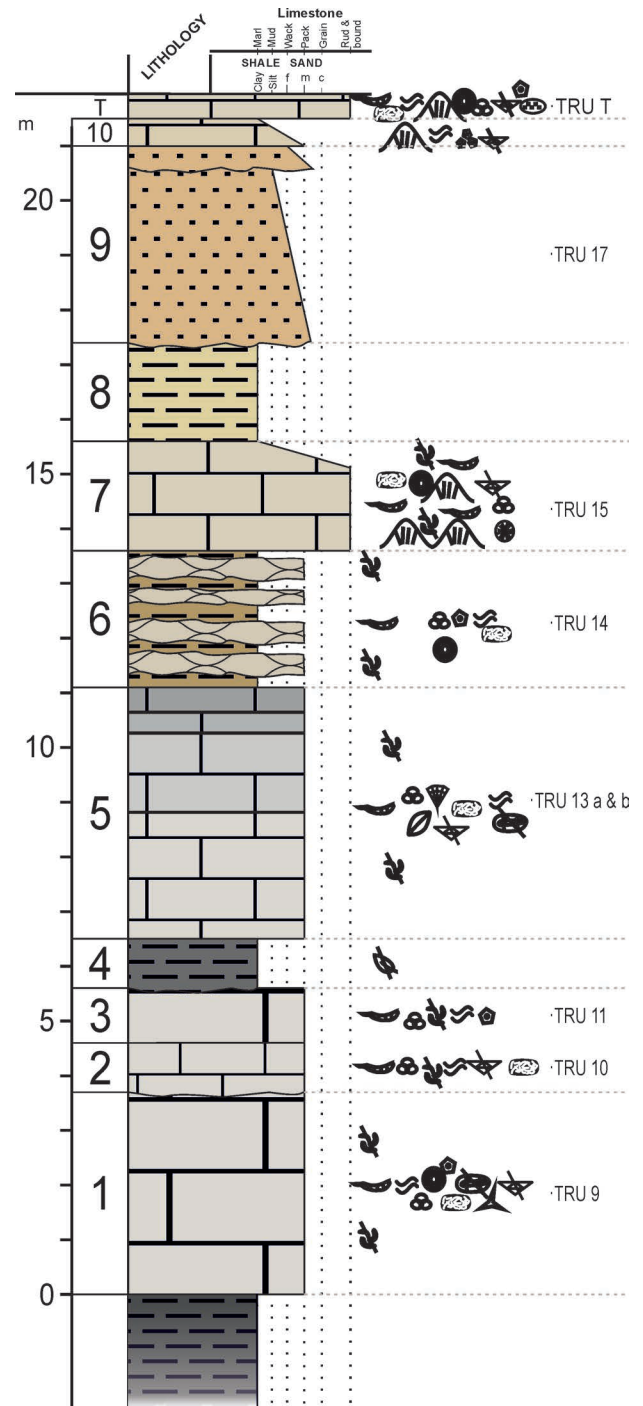 Limestone
LITHOLOGY
Marl
Mud
Wack
Pack
Grain
Rud &
bound
SHALE SAND
Clay
Silt
f
m
c
m
T
TRU T
10
20
9
TRU 17
8
15
7
TRU 15
6
TRU 14
10
5
TRU 13 a & b
4
5
3
TRU 11
2
TRU 10
1
TRU 9
0